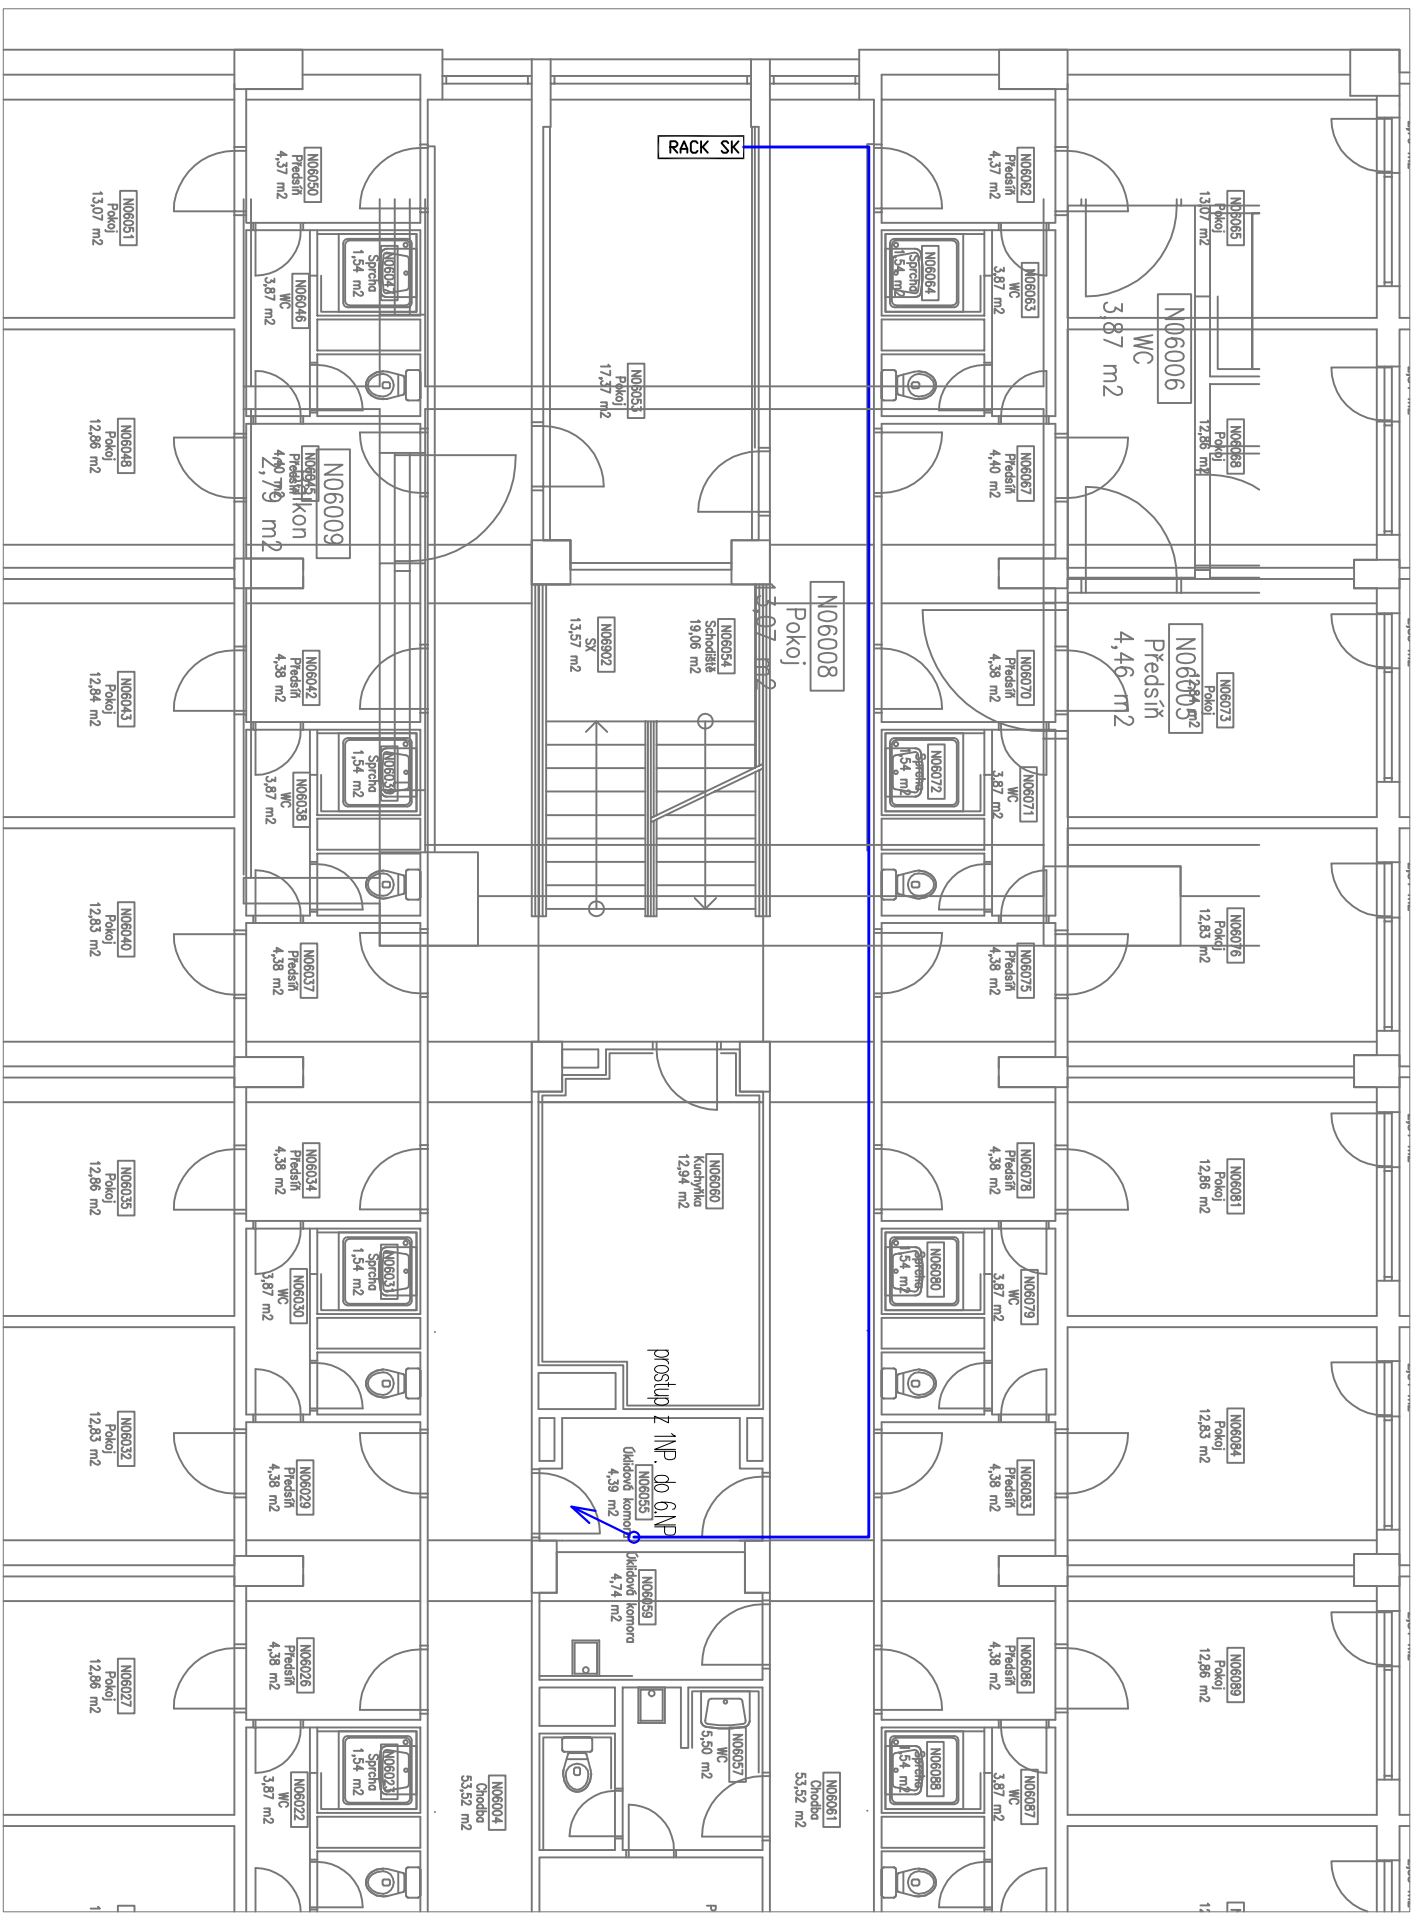 RACK SK
N06050
Předsíň
4,37 m2
N06062
Předsíň
4,37 m2
N06051
Pokoj
13,07 m2
N06065
Pokoj
13,07 m2
N06047
Sprcha
1,54 m2
N06046
WC
3,87 m2
N06064
Sprcha
1,54 m2
N06063
WC
3,87 m2
N06006
WC
3,87 m2
N06053
Pokoj
17,37 m2
N06048
Pokoj
12,86 m2
N06045
Předsíň
4,40 m2
N06009
2,79 m2
N06067
Předsíň
4,40 m2
N06068
Pokoj
12,86 m2
N06008
Pokoj
13,07 m2
N06902
SX
13,57 m2
N06054
Schodiště
19,06 m2
N06043
Pokoj
12,84 m2
N06042
Předsíň
4,38 m2
N06070
Předsíň
4,38 m2
N06005
Předsíň
4,46 m2
N06073
Pokoj
12,84 m2
N06039
Sprcha
1,54 m2
N06038
WC
3,87 m2
N06072
Sprcha
1,54 m2
N06071
WC
3,87 m2
N06040
Pokoj
12,83 m2
N06037
Předsíň
4,38 m2
N06075
Předsíň
4,38 m2
N06076
Pokoj
12,83 m2
N06035
Pokoj
12,86 m2
N06034
Předsíň
4,38 m2
N06060
Kuchyňka
12,94 m2
N06078
Předsíň
4,38 m2
N06081
Pokoj
12,86 m2
N06031
Sprcha
1,54 m2
N06030
WC
3,87 m2
N06080
Sprcha
1,54 m2
N06079
WC
3,87 m2
prostup z 1NP. do 6.NP
N06032
Pokoj
12,83 m2
N06029
Předsíň
4,38 m2
N06055
Úklidová komora
4,39 m2
N06083
Předsíň
4,38 m2
N06084
Pokoj
12,83 m2
N06059
Úklidová komora
4,74 m2
N06027
Pokoj
12,86 m2
N06026
Předsíň
4,38 m2
N06086
Předsíň
4,38 m2
N06089
Pokoj
12,86 m2
N06023
Sprcha
1,54 m2
N06022
WC
3,87 m2
N06004
Chodba
53,52 m2
N06057
WC
5,50 m2
N06061
Chodba
53,52 m2
N06088
Sprcha
1,54 m2
N06087
WC
3,87 m2